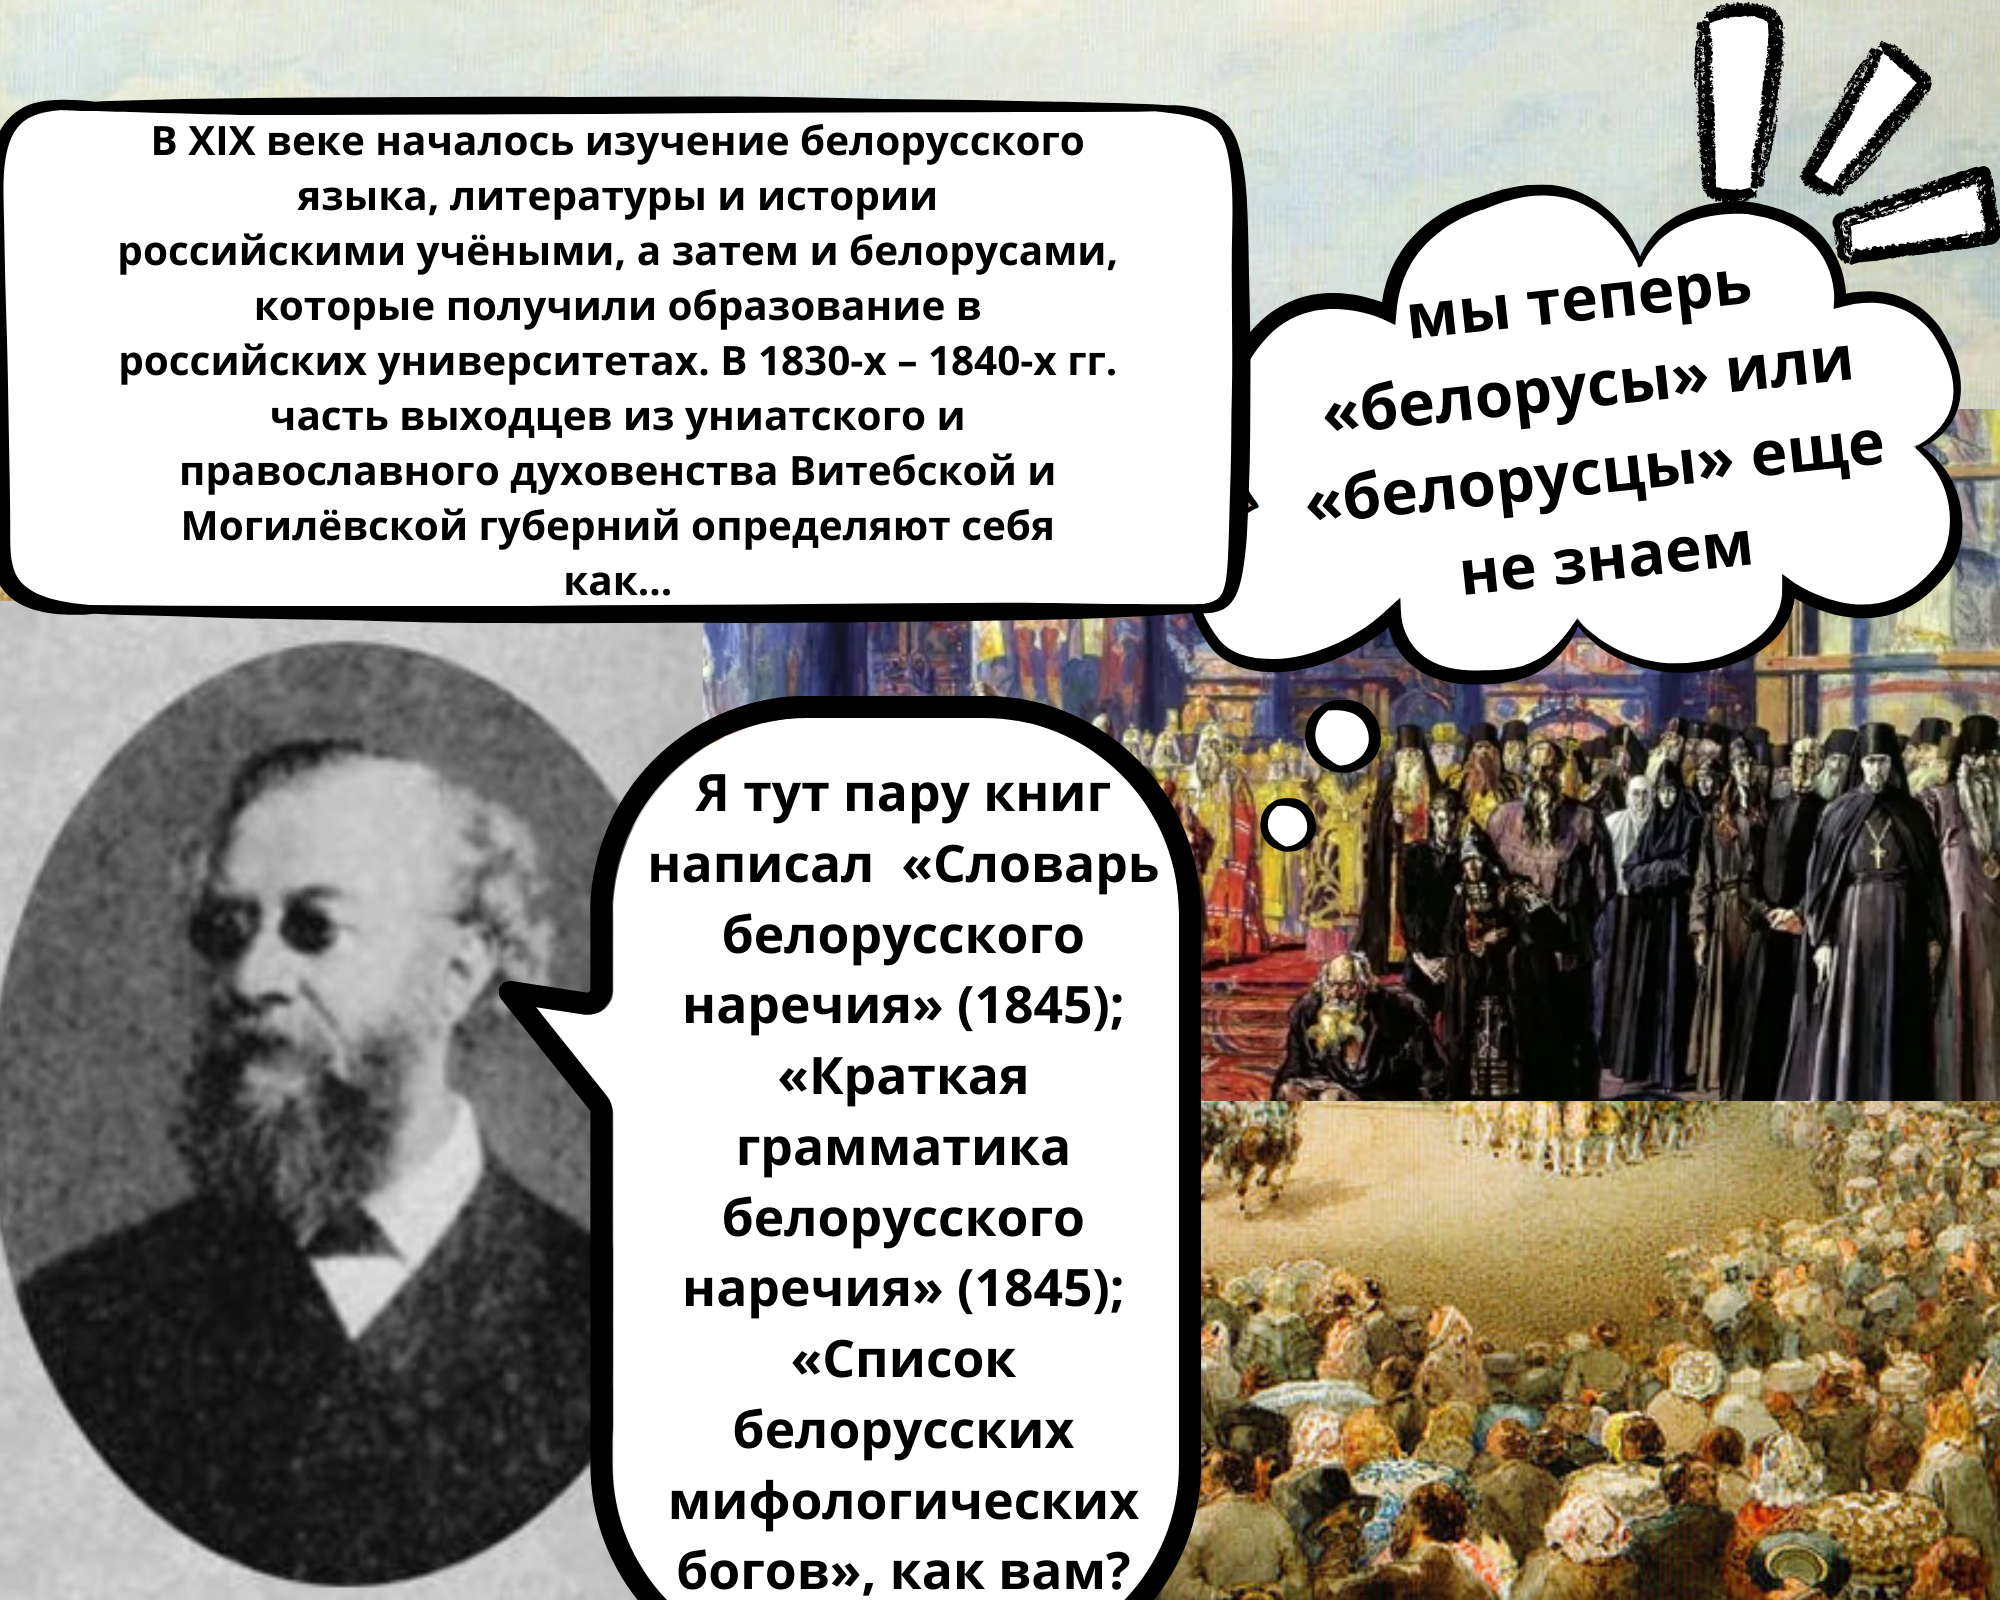 В XIX веке началось изучение белорусского
языка, литературы и истории
российскими учёными, а затем и белорусами,
которые получили образование в
российских университетах. В 1830-х – 1840-х гг.
часть выходцев из униатского и
православного духовенства Витебской и
Могилёвской губерний определяют себя
как...
мы теперь
«белорусы» или
«белорусцы» еще
не знаем
Я тут пару книг
написал «Словарь
белорусского
наречия» (1845);
«Краткая
грамматика
белорусского
наречия» (1845);
«Список
белорусских
мифологических
богов», как вам?